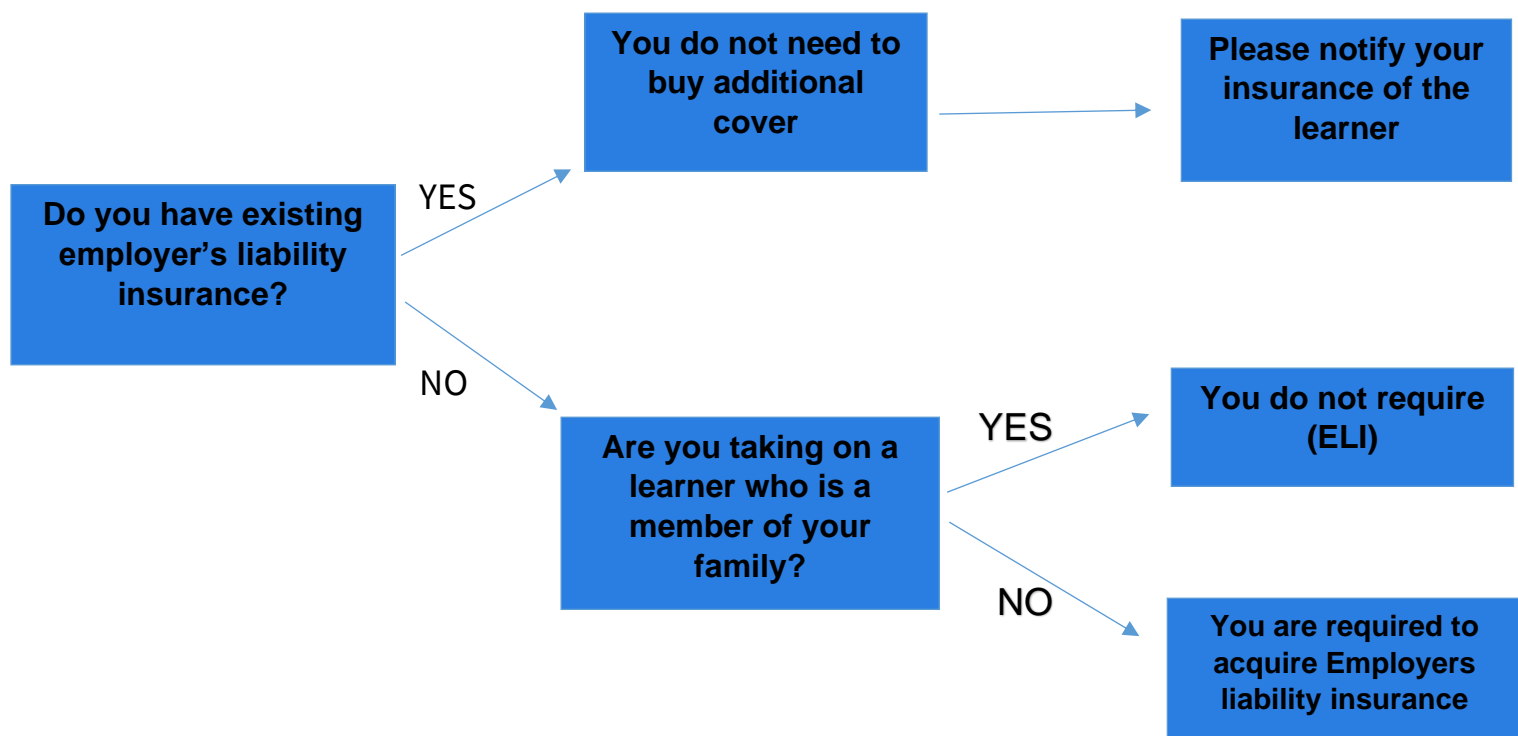 You do not need to
buy additional
cover
Please notify your
insurance of the
learner
Do you have existing
employer’s liability
insurance?
YES
NO
Are you taking on a
learner who is a
member of your
family?
YES
NO
You do not require
(ELI)
You are required to
acquire Employers
liability insurance